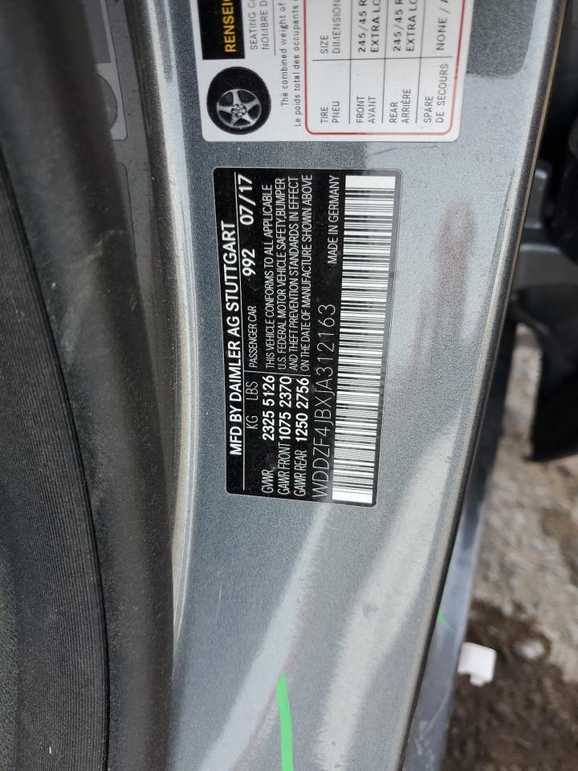 RENSEI
SEATING CA
NOMBRE D
The combined weight of
Le poids total des occupants
TIRE
PNEU
SIZE
DIMENSION
FRONT
AVANT
245/45 R
EXTRA LO
REAR
ARRIÈRE
245/45 R
EXTRA LO
SPARE
DE SECOURS
NONE / A
MFD BY DAIMLER AG STUTTGART
KG LBS PASSENGER CAR 992 07/17
GVWR 2325 5126 THIS VEHICLE CONFORMS TO ALL APPLICABLE
GAWR FRONT 1075 2370 U.S. FEDERAL MOTOR VEHICLE SAFETY,BUMPER
AND THEFT PREVENTION STANDARDS IN EFFECT
GAWR REAR 1250 2756 ON THE DATE OF MANUFACTURE SHOWN ABOVE
WDDZF4JBXJA312163 MADE IN GERMANY